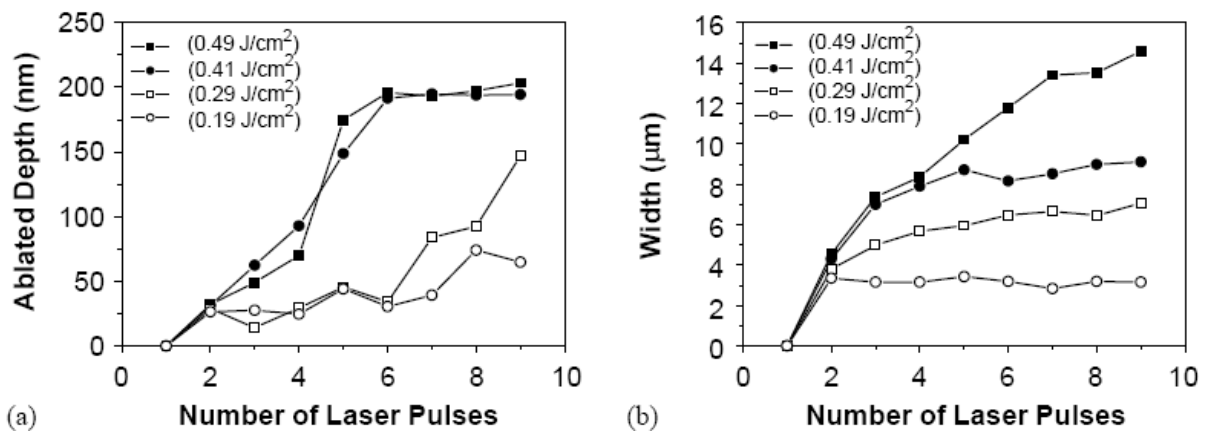 250
200
150
100
50
0
Ablated Depth (nm)
(0.49 J/cm²)
(0.41 J/cm²)
(0.29 J/cm²)
(0.19 J/cm²)
0 2 4 6 8 10
Number of Laser Pulses
(a)
16
14
12
10
8
6
4
2
0
Width (μm)
(0.49 J/cm²)
(0.41 J/cm²)
(0.29 J/cm²)
(0.19 J/cm²)
0 2 4 6 8 10
Number of Laser Pulses
(b)